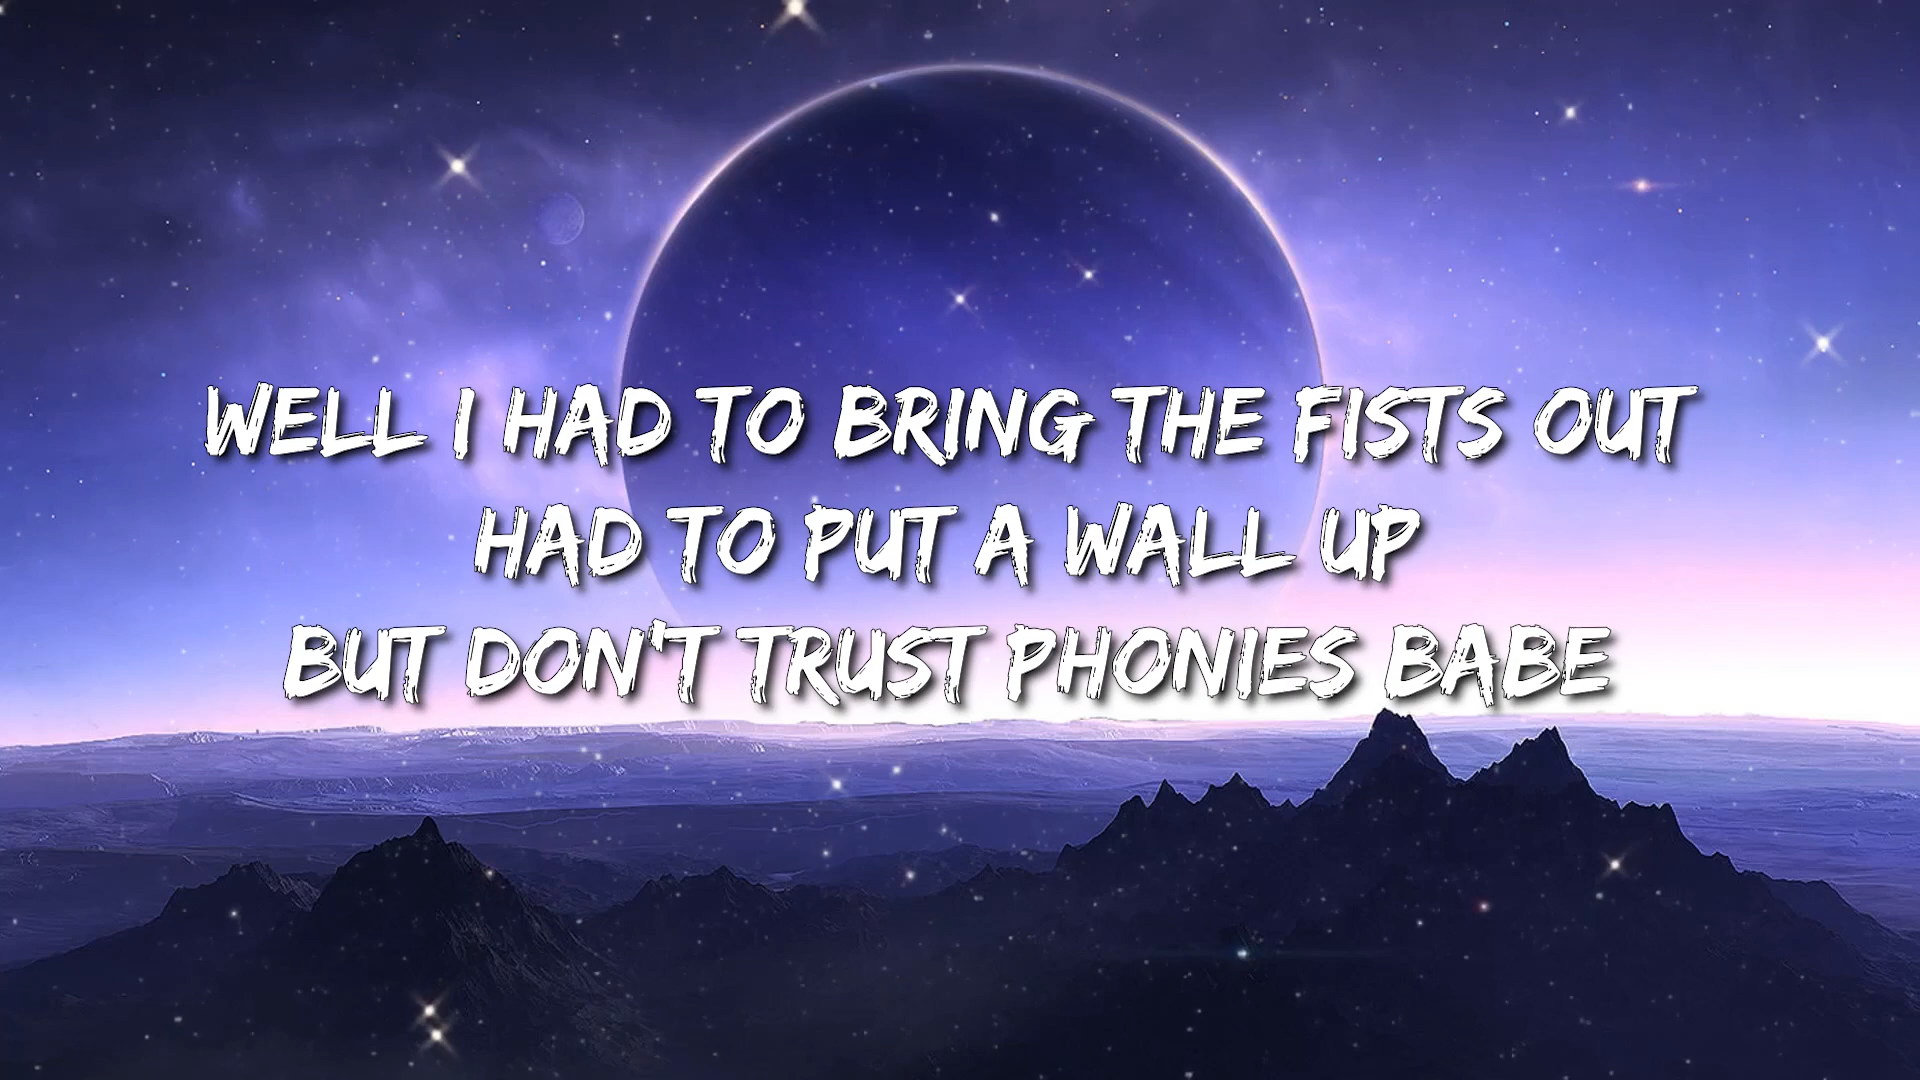 WELL I HAD TO BRING THE FISTS OUT
HAD TO PUT A WALL UP
BUT DON'T TRUST PHONIES BABE